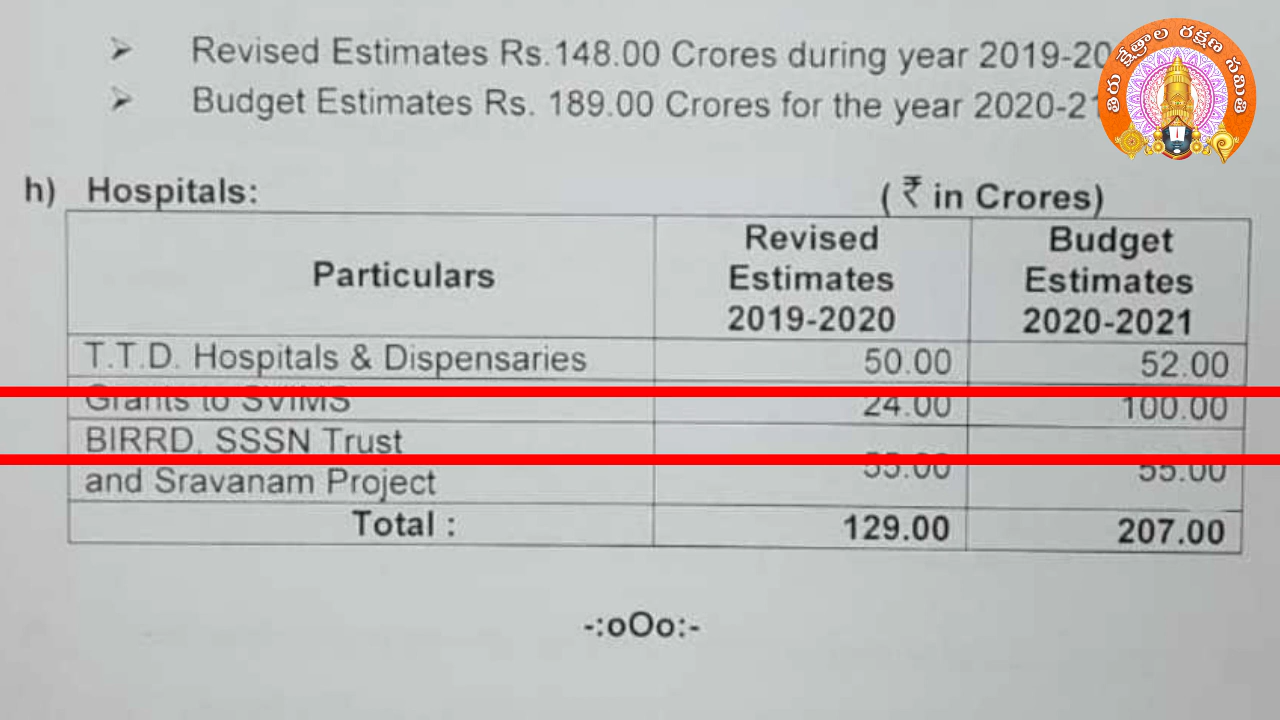 ➢ Revised Estimates Rs.148.00 Crores during year 2019-20
➢ Budget Estimates Rs. 189.00 Crores for the year 2020-21
తిరు క్షేత్రాల రక్షణ సమితి
h) Hospitals: ( ₹ in Crores)
Particulars Revised Estimates 2019-2020 Budget Estimates 2020-2021
T.T.D. Hospitals & Dispensaries 50.00 52.00
Grants to SVIMS 24.00 100.00
BIRRD, SSSN Trust
and Sravanam Project 55.00 55.00
Total : 129.00 207.00
-:oOo:-